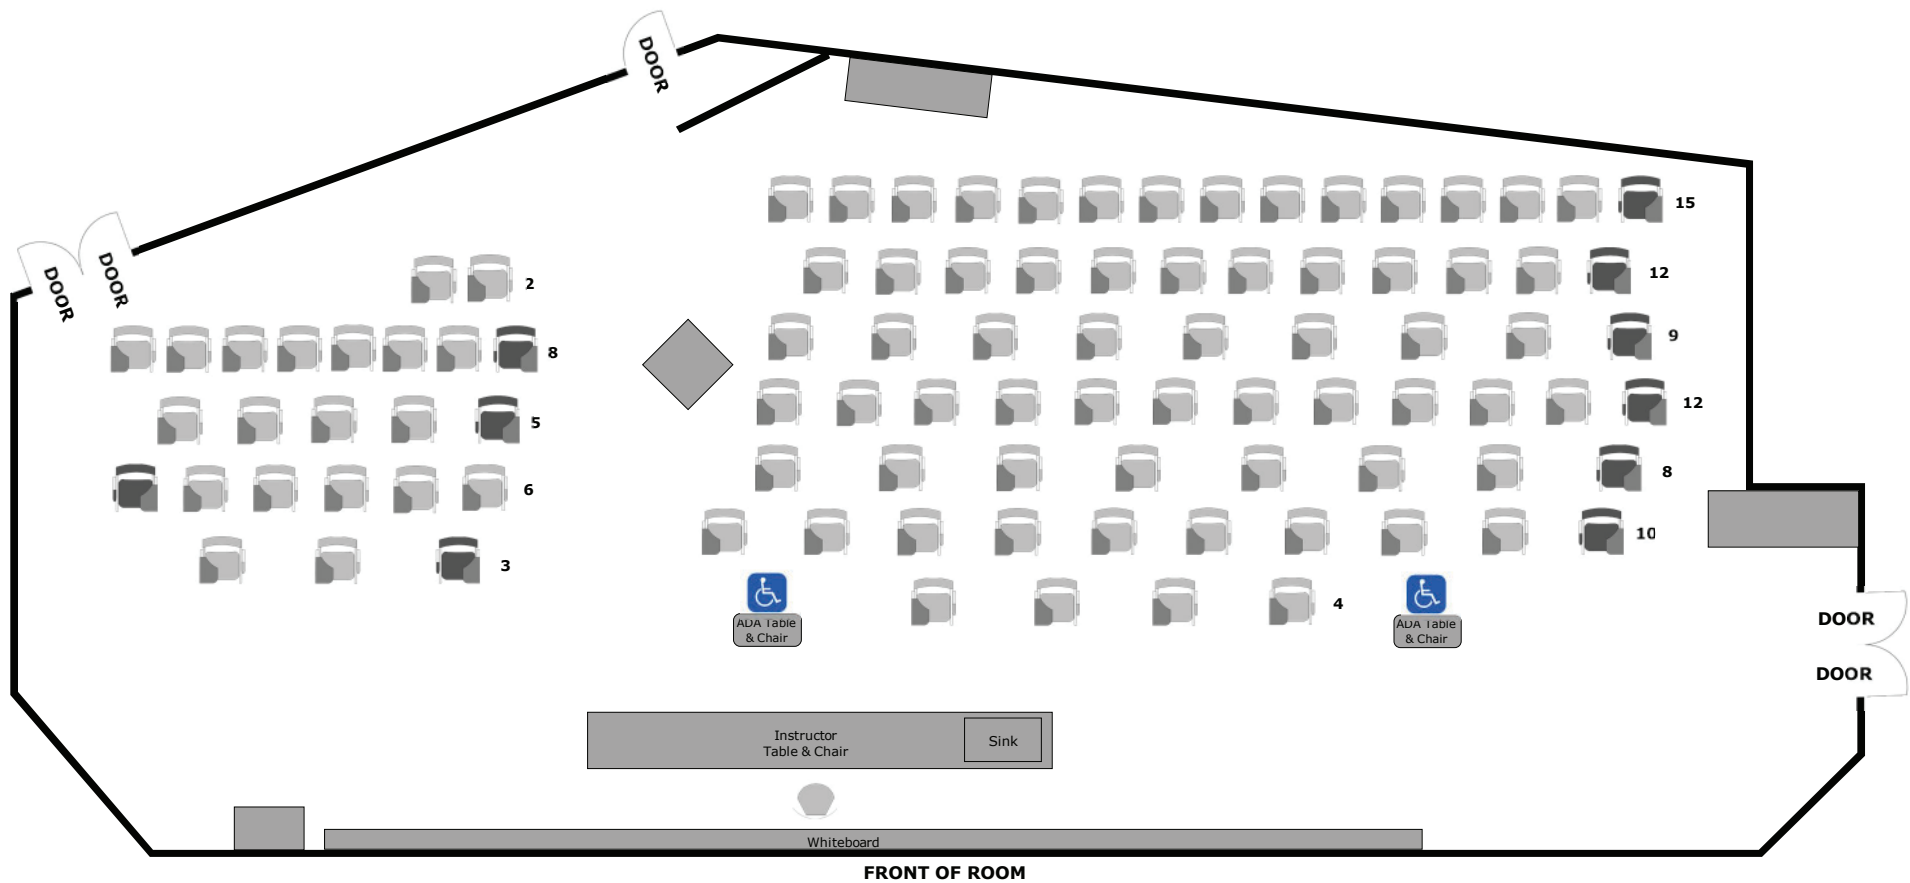 DOOR
15
DOOR
DOOR
12
2
9
8
12
5
8
6
10
3
4
ADA Table
& Chair
ADA Table
& Chair
DOOR
DOOR
Instructor
Table & Chair
Sink
Whiteboard
FRONT OF ROOM